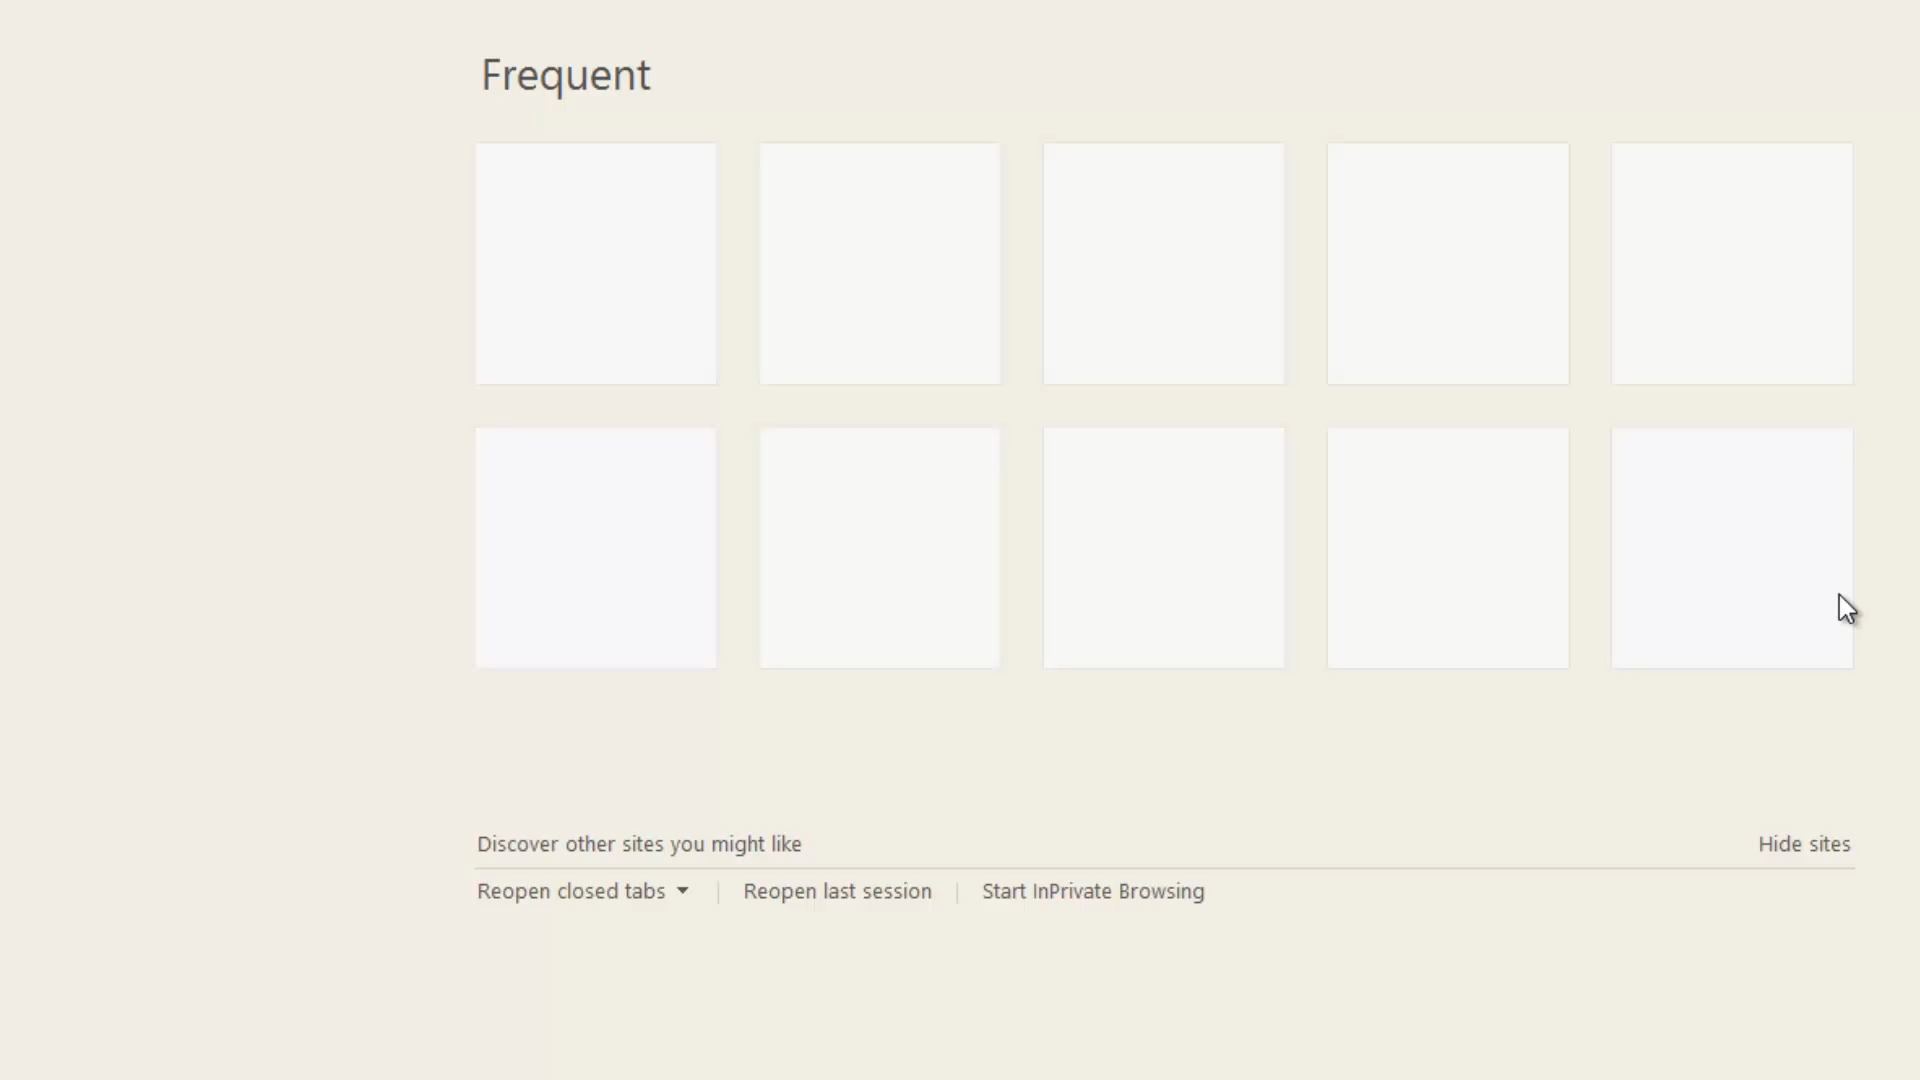 Frequent
Discover other sites you might like
Hide sites
Reopen closed tabs
Reopen last session
Start InPrivate Browsing